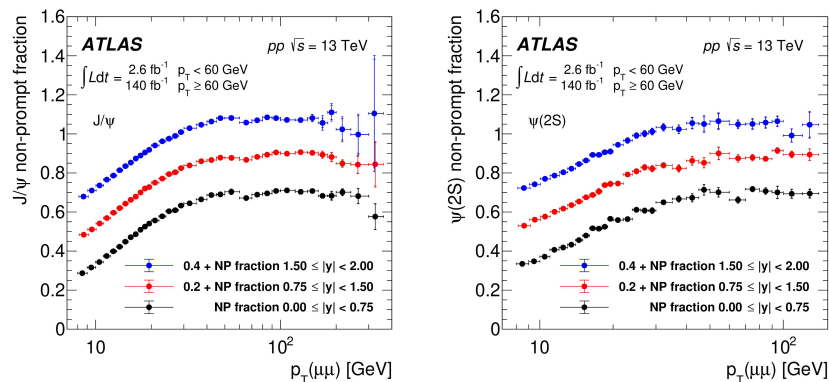 J/ψ non-prompt fraction
1.6
1.4
1.2
1
0.8
0.6
0.4
0.2
0
ATLAS
pp √s = 13 TeV
∫Ldt = 2.6 fb⁻¹ p_T < 60 GeV
140 fb⁻¹ p_T ≥ 60 GeV
J/ψ
0.4 + NP fraction 1.50 ≤ |y| < 2.00
0.2 + NP fraction 0.75 ≤ |y| < 1.50
NP fraction 0.00 ≤ |y| < 0.75
10
10²
p_T(μμ) [GeV]
ψ(2S) non-prompt fraction
1.6
1.4
1.2
1
0.8
0.6
0.4
0.2
0
ATLAS
pp √s = 13 TeV
∫Ldt = 2.6 fb⁻¹ p_T < 60 GeV
140 fb⁻¹ p_T ≥ 60 GeV
ψ(2S)
0.4 + NP fraction 1.50 ≤ |y| < 2.00
0.2 + NP fraction 0.75 ≤ |y| < 1.50
NP fraction 0.00 ≤ |y| < 0.75
10
10²
p_T(μμ) [GeV]